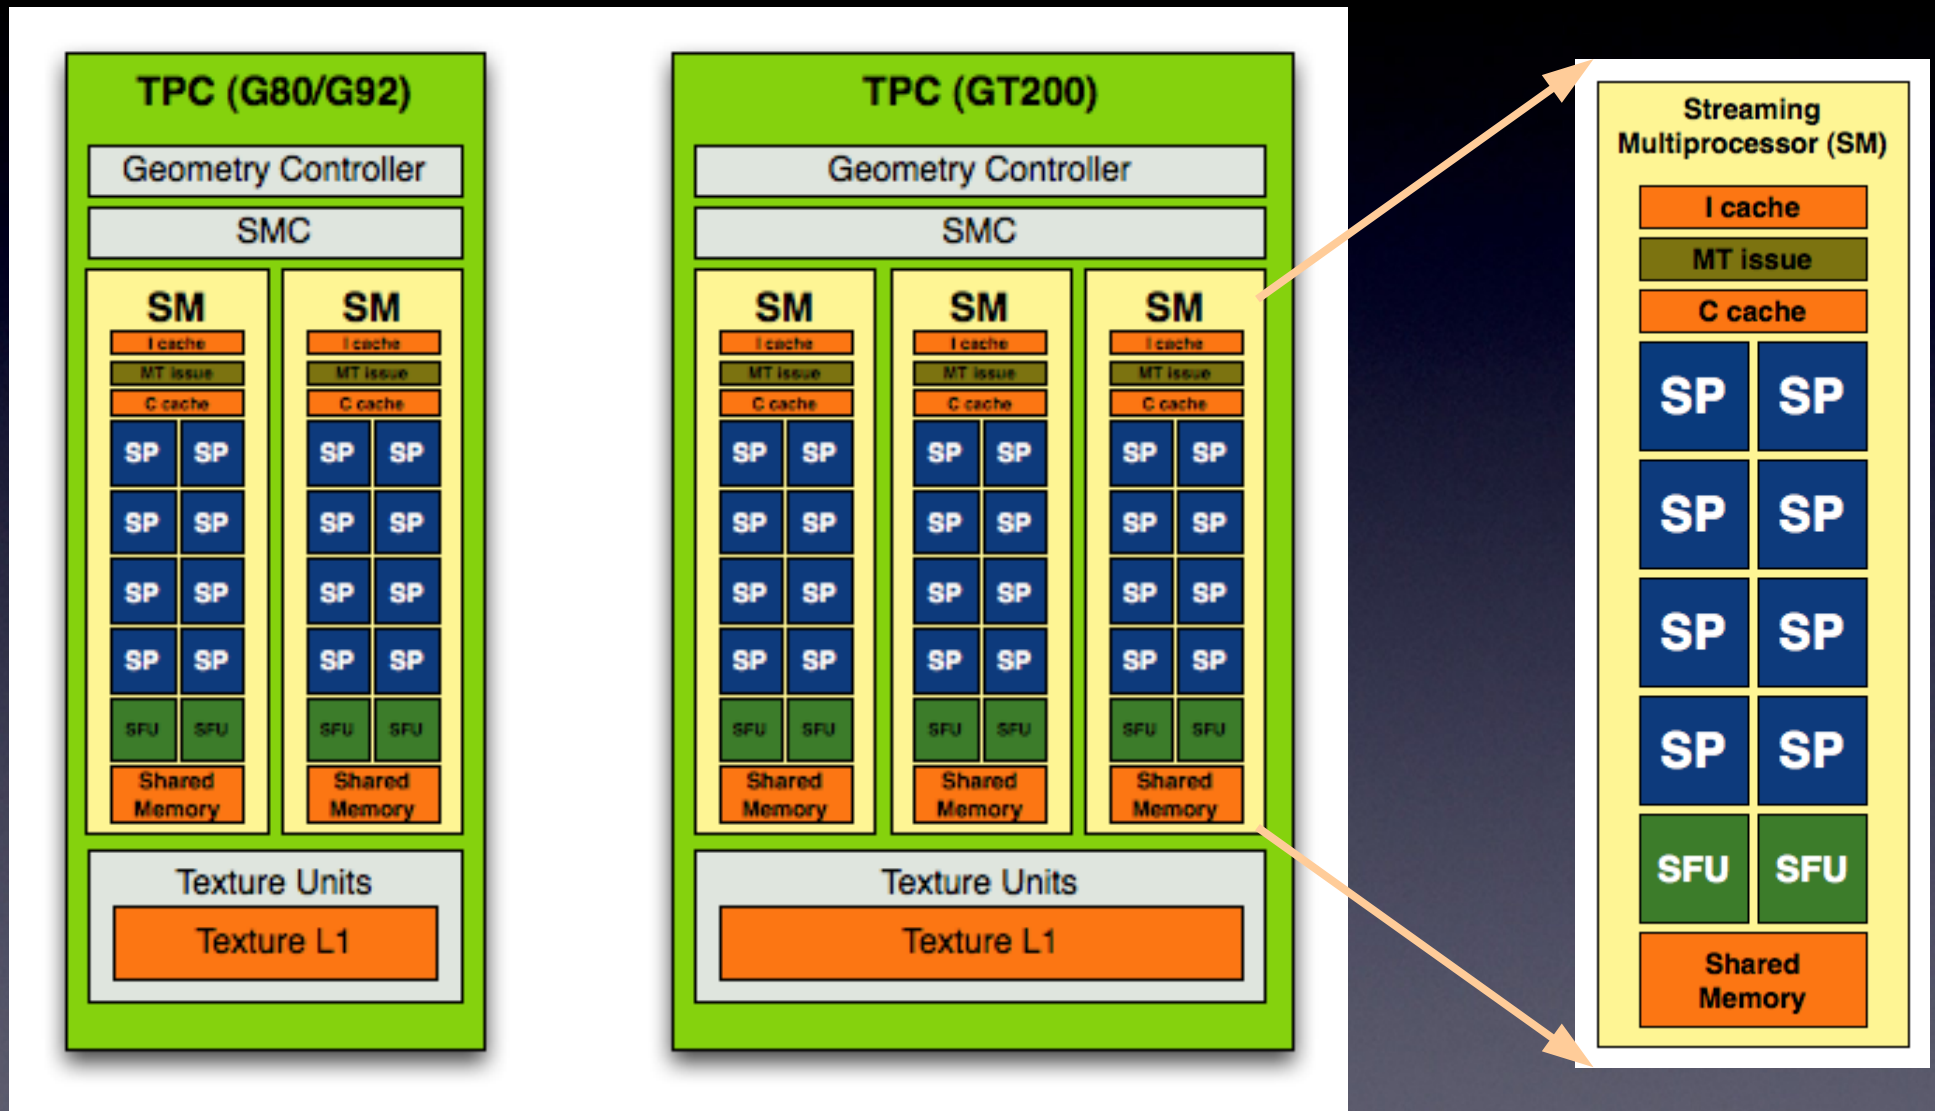 TPC (G80/G92)
Geometry Controller
SMC
SM SM
I cache I cache
MT issue MT issue
C cache C cache
SP SP SP SP
SP SP SP SP
SP SP SP SP
SP SP SP SP
SFU SFU SFU SFU
Shared Shared
Memory Memory
Texture Units
Texture L1
TPC (GT200)
Geometry Controller
SMC
SM SM SM
I cache I cache I cache
MT issue MT issue MT issue
C cache C cache C cache
SP SP SP SP SP SP
SP SP SP SP SP SP
SP SP SP SP SP SP
SP SP SP SP SP SP
SFU SFU SFU SFU SFU SFU
Shared Shared Shared
Memory Memory Memory
Texture Units
Texture L1
Streaming
Multiprocessor (SM)
I cache
MT issue
C cache
SP SP
SP SP
SP SP
SP SP
SFU SFU
Shared
Memory